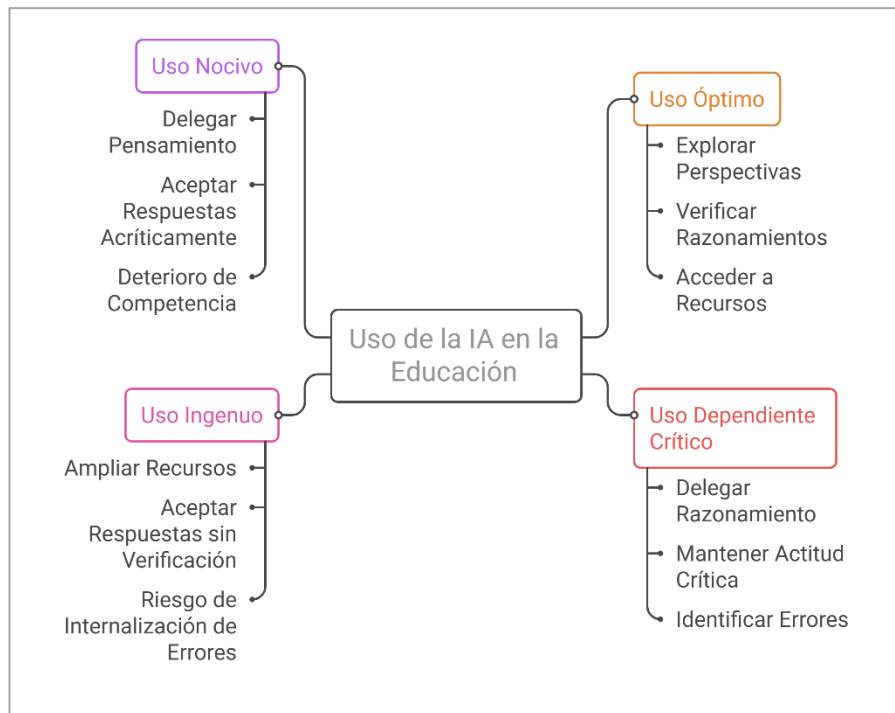 Uso Nocivo
Delegar
Pensamiento
Aceptar
Respuestas
Acríticamente
Deterioro de
Competencia
Uso Óptimo
Explorar
Perspectivas
Verificar
Razonamientos
Acceder a
Recursos
Uso de la IA en la
Educación
Uso Ingenuo
Ampliar Recursos
Aceptar
Respuestas sin
Verificación
Riesgo de
Internalización de
Errores
Uso Dependiente
Crítico
Delegar
Razonamiento
Mantener Actitud
Crítica
Identificar Errores